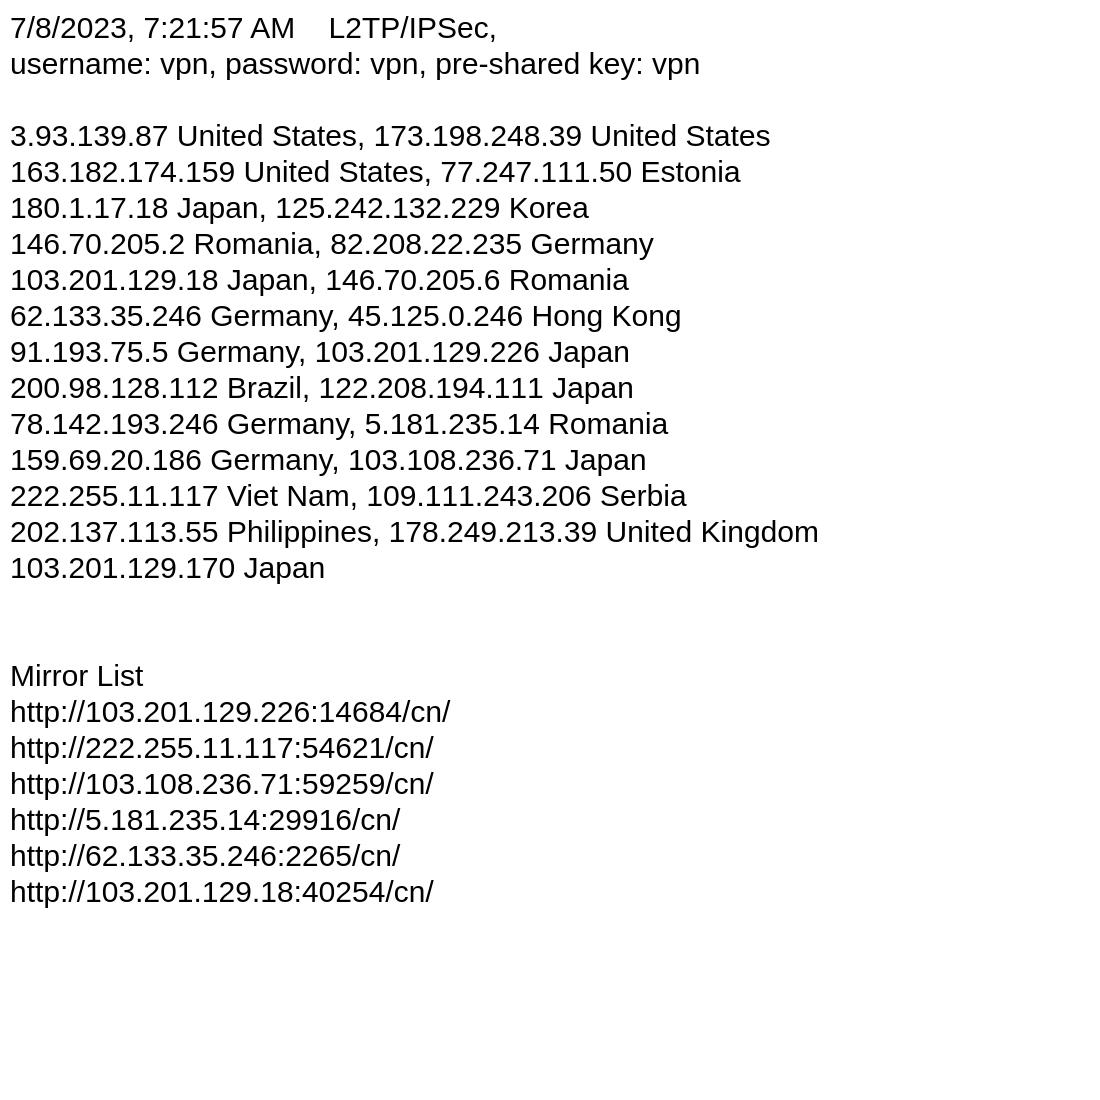 7/8/2023, 7:21:57 AM    L2TP/IPSec,
username: vpn, password: vpn, pre-shared key: vpn
3.93.139.87 United States, 173.198.248.39 United States
163.182.174.159 United States, 77.247.111.50 Estonia
180.1.17.18 Japan, 125.242.132.229 Korea
146.70.205.2 Romania, 82.208.22.235 Germany
103.201.129.18 Japan, 146.70.205.6 Romania
62.133.35.246 Germany, 45.125.0.246 Hong Kong
91.193.75.5 Germany, 103.201.129.226 Japan
200.98.128.112 Brazil, 122.208.194.111 Japan
78.142.193.246 Germany, 5.181.235.14 Romania
159.69.20.186 Germany, 103.108.236.71 Japan
222.255.11.117 Viet Nam, 109.111.243.206 Serbia
202.137.113.55 Philippines, 178.249.213.39 United Kingdom
103.201.129.170 Japan
Mirror List
http://103.201.129.226:14684/cn/
http://222.255.11.117:54621/cn/
http://103.108.236.71:59259/cn/
http://5.181.235.14:29916/cn/
http://62.133.35.246:2265/cn/
http://103.201.129.18:40254/cn/